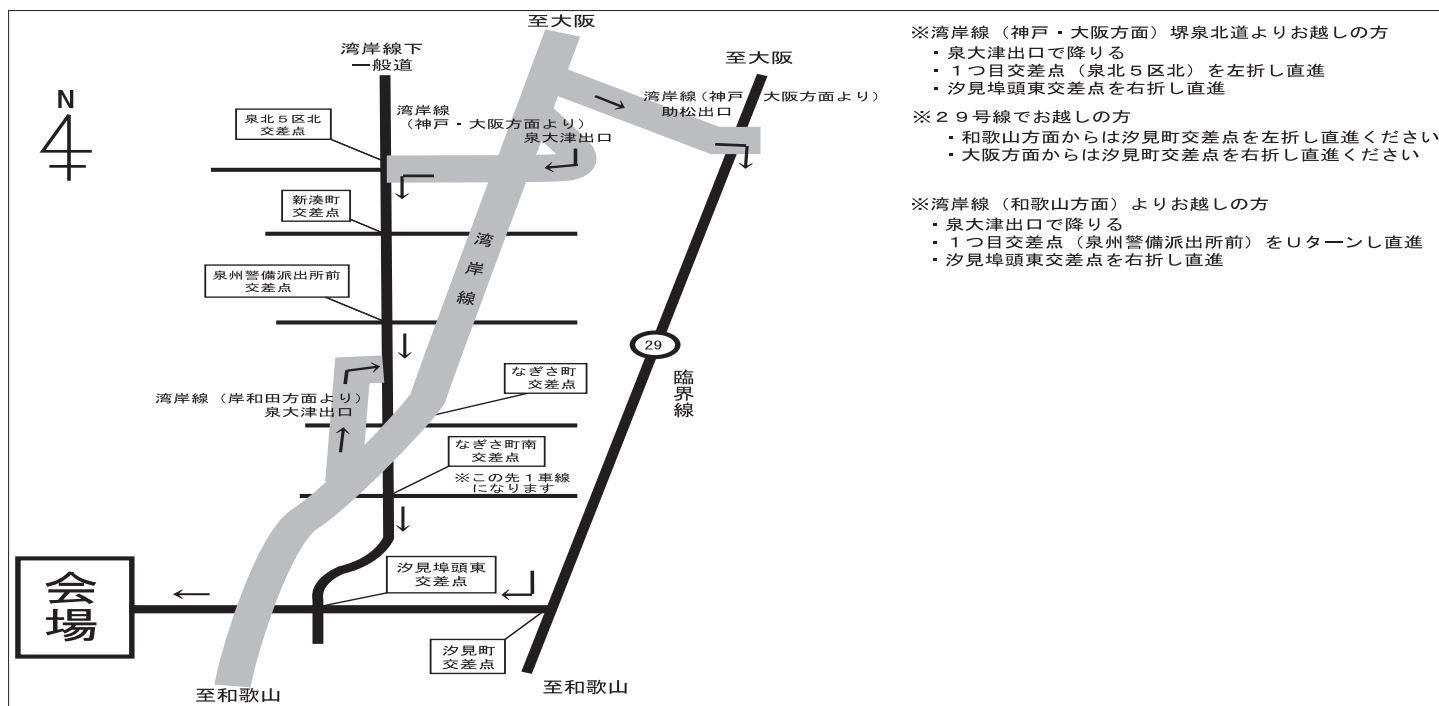 至大阪
湾岸線下
一般道
至大阪
N
泉北５区北
交差点
湾岸線
（神戸・大阪方面より）
泉大津出口
湾岸線（神戸・大阪方面より）
助松出口
新湊町
交差点
湾岸線
泉州警備派出所前
交差点
29
臨界線
なぎさ町
交差点
湾岸線（岸和田方面より）
泉大津出口
なぎさ町南
交差点
※この先１車線
になります
汐見埠頭東
交差点
会場
汐見町
交差点
至和歌山
至和歌山
※湾岸線（神戸・大阪方面）堺泉北道よりお越しの方
・泉大津出口で降りる
・１つ目交差点（泉北５区北）を左折し直進
・汐見埠頭東交差点を右折し直進
※２９号線でお越しの方
・和歌山方面からは汐見町交差点を左折し直進ください
・大阪方面からは汐見町交差点を右折し直進ください
※湾岸線（和歌山方面）よりお越しの方
・泉大津出口で降りる
・１つ目交差点（泉州警備派出所前）をＵターンし直進
・汐見埠頭東交差点を右折し直進